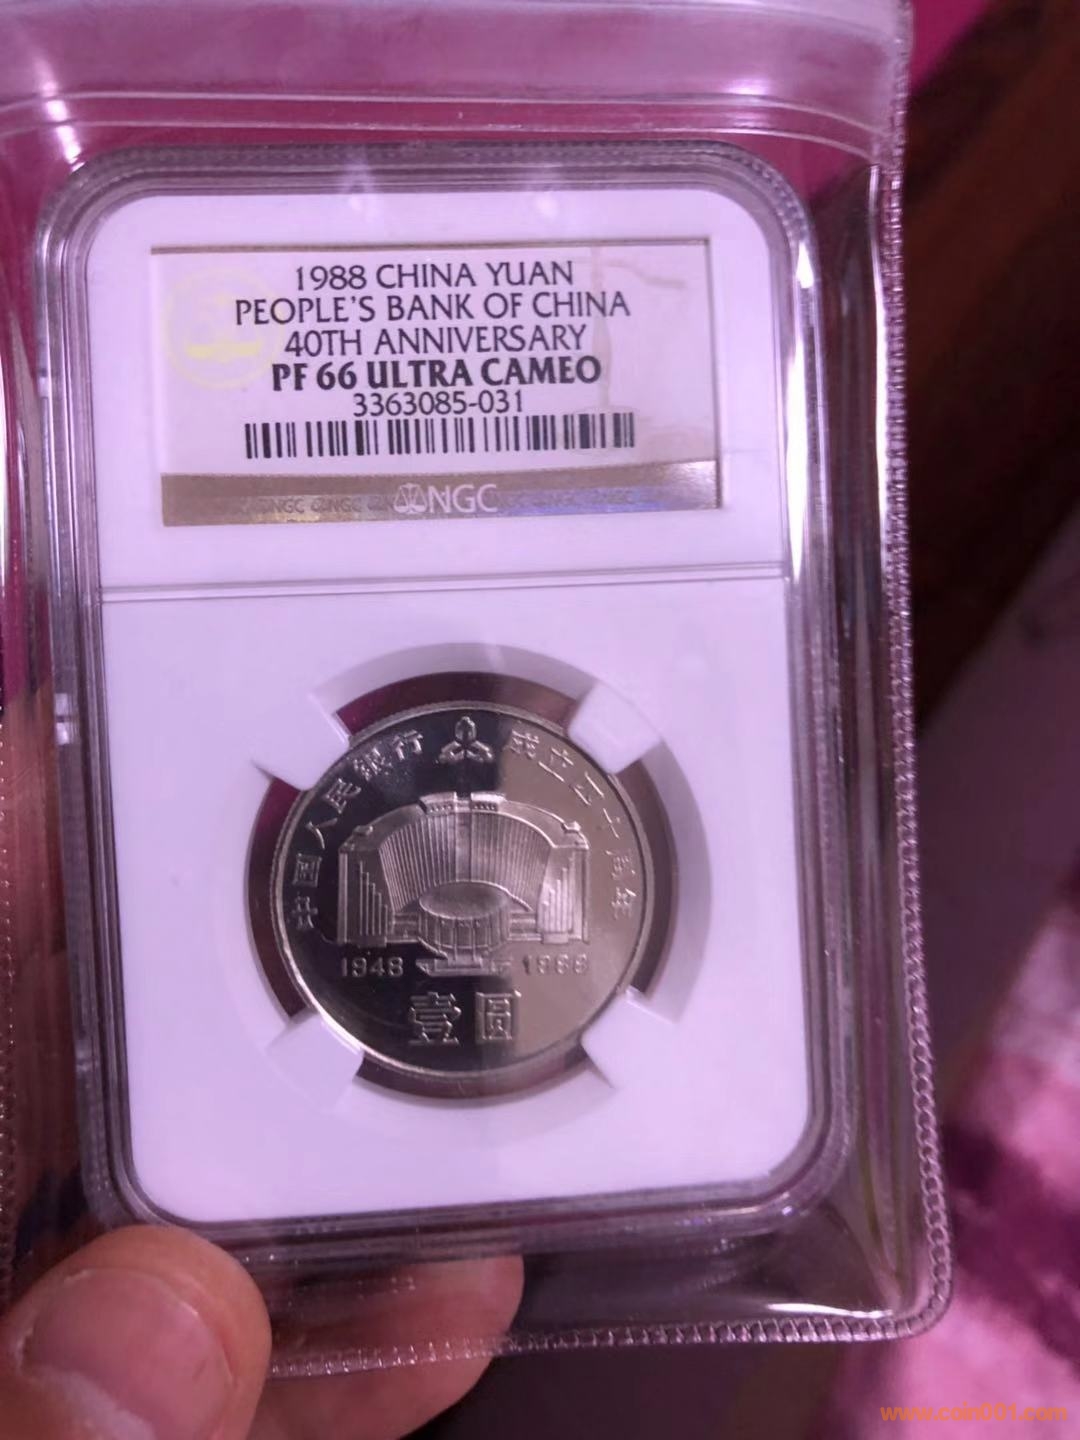 1988 CHINA YUAN
PEOPLE'S BANK OF CHINA
40TH ANNIVERSARY
PF 66 ULTRA CAMEO
3363085-031
NGC
中国人民银行 成立四十周年
1948 1988
壹圆
www.coin001.com